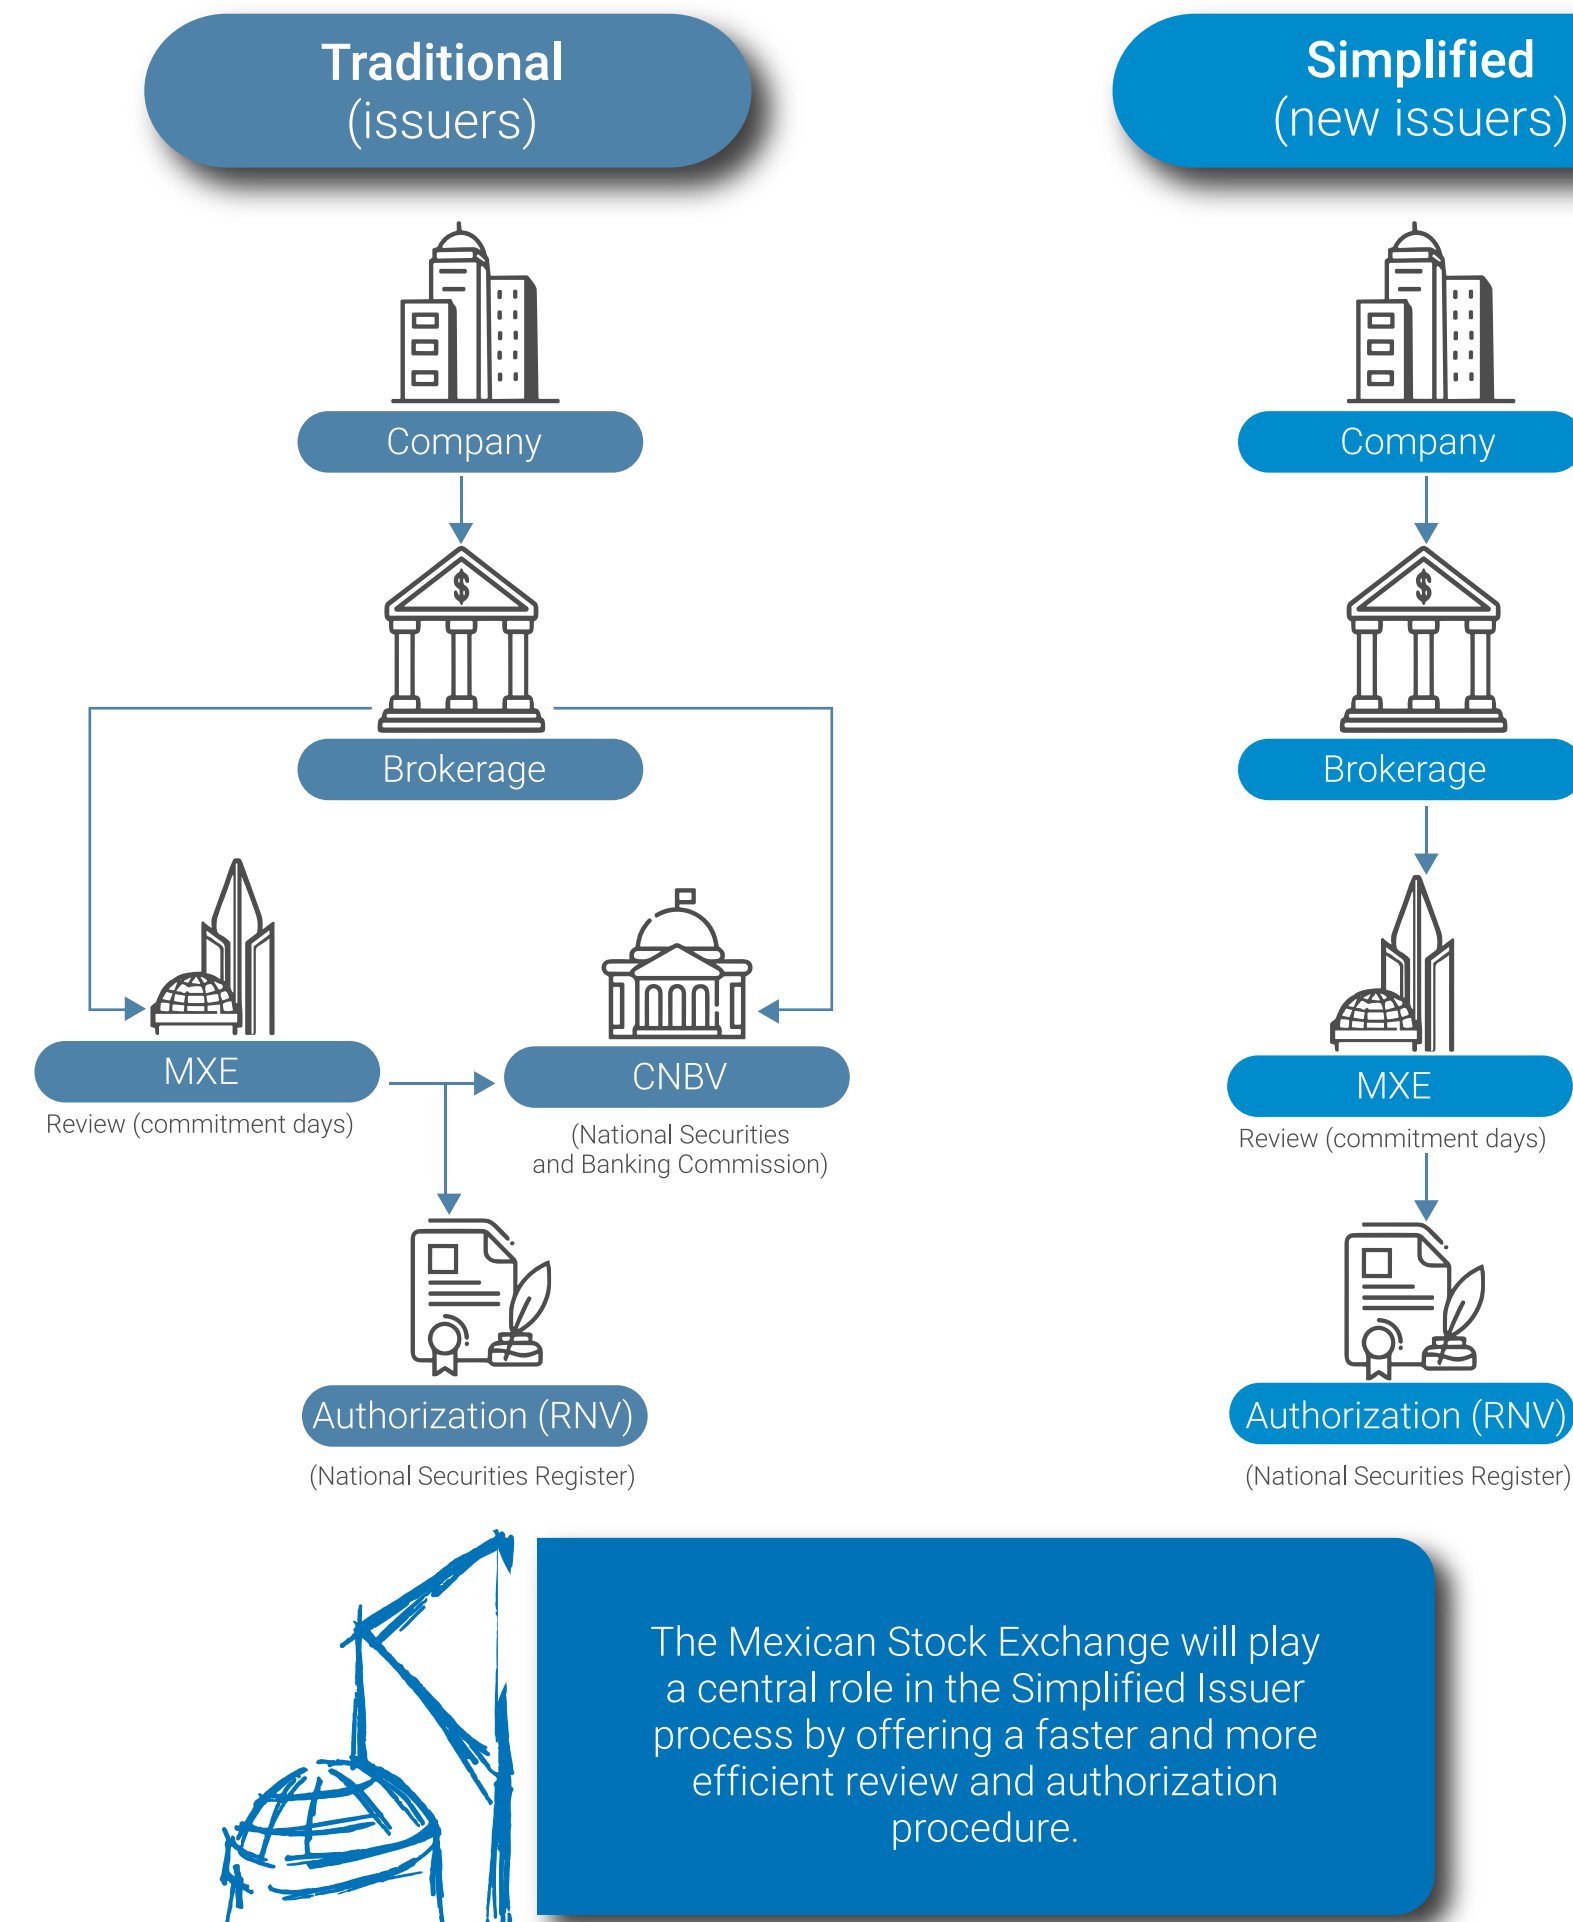 Traditional
(issuers)
Company
$
Brokerage
MXE
Review (commitment days)
CNBV
(National Securities
and Banking Commission)
Authorization (RNV)
(National Securities Register)
Simplified
(new issuers)
Company
$
Brokerage
MXE
Review (commitment days)
Authorization (RNV)
(National Securities Register)
The Mexican Stock Exchange will play
a central role in the Simplified Issuer
process by offering a faster and more
efficient review and authorization
procedure.